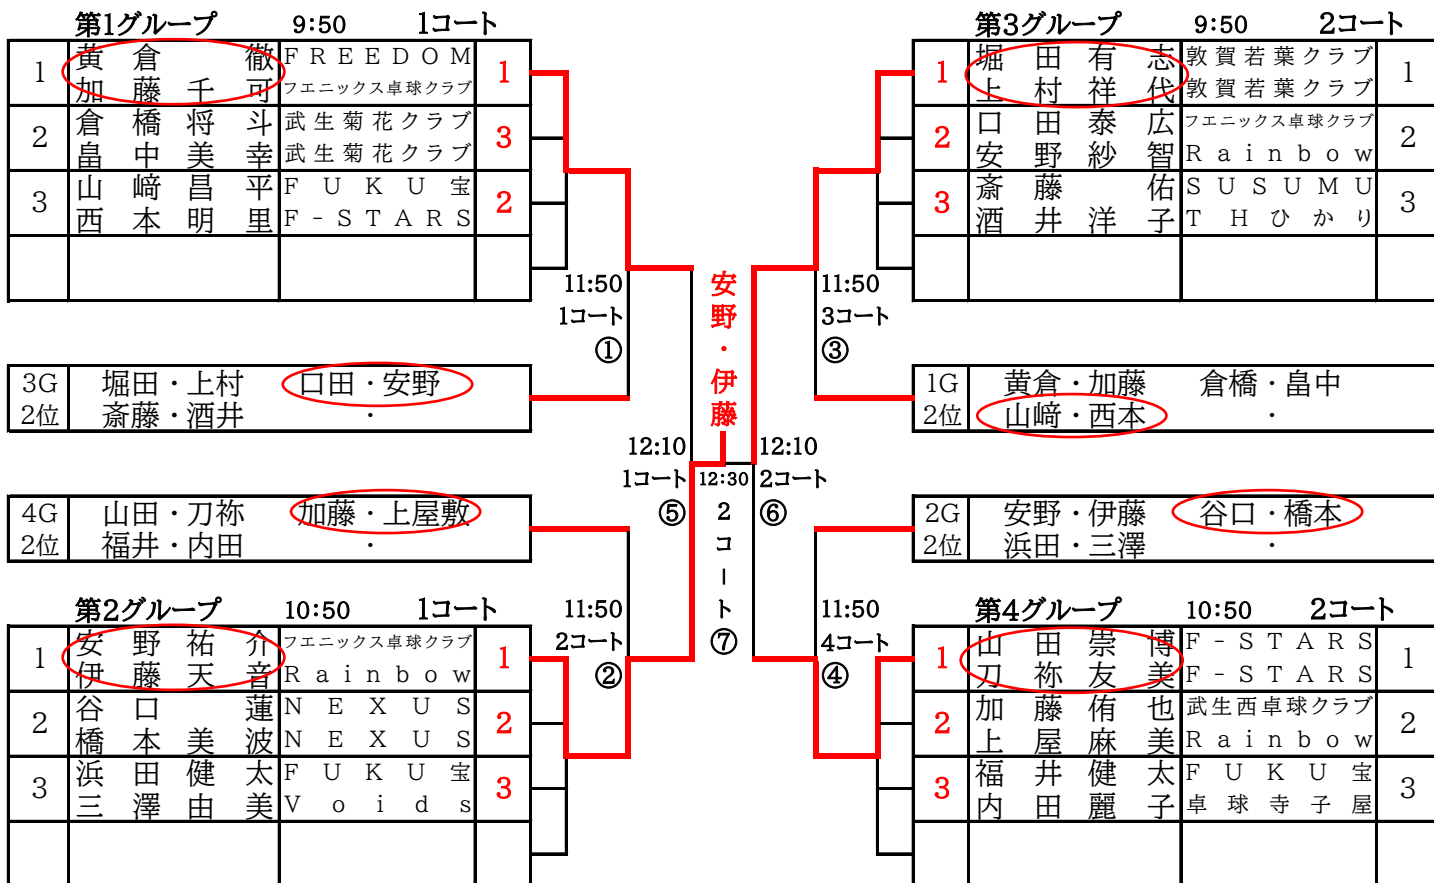 第1グループ 9:50 1コート
1 黄倉徹 FREEDOM 1
加藤千可 フエニックス卓球クラブ
2 倉橋将斗 武生菊花クラブ 3
畠中美幸 武生菊花クラブ
3 山﨑昌平 FUKU宝 2
西本明里 F-STARS
第3グループ 9:50 2コート
1 堀田有志 敦賀若葉クラブ 1
上村祥代 敦賀若葉クラブ
2 口田泰広 フエニックス卓球クラブ 2
安野紗智 Rainbow
3 斎藤佑 SUSUMU 3
酒井洋子 THひかり
11:50
1コート
①
安野・伊藤
11:50
3コート
③
3G 堀田・上村 口田・安野
2位 斎藤・酒井 ・
1G 黄倉・加藤 倉橋・畠中
2位 山﨑・西本 ・
12:10
1コート
⑤
12:30
2コート
⑦
12:10
2コート
⑥
4G 山田・刀祢 加藤・上屋敷
2位 福井・内田 ・
2G 安野・伊藤 谷口・橋本
2位 浜田・三澤 ・
第2グループ 10:50 1コート
1 安野祐介 フエニックス卓球クラブ 1
伊藤天音 Rainbow
2 谷口蓮 NEXUS 2
橋本美波 NEXUS
3 浜田健太 FUKU宝 3
三澤由美 Voids
11:50
2コート
②
11:50
4コート
④
第4グループ 10:50 2コート
1 山田崇博 F-STARS 1
刀祢友美 F-STARS
2 加藤侑也 武生西卓球クラブ 2
上屋麻美 Rainbow
3 福井健太 FUKU宝 3
内田麗子 卓球寺子屋